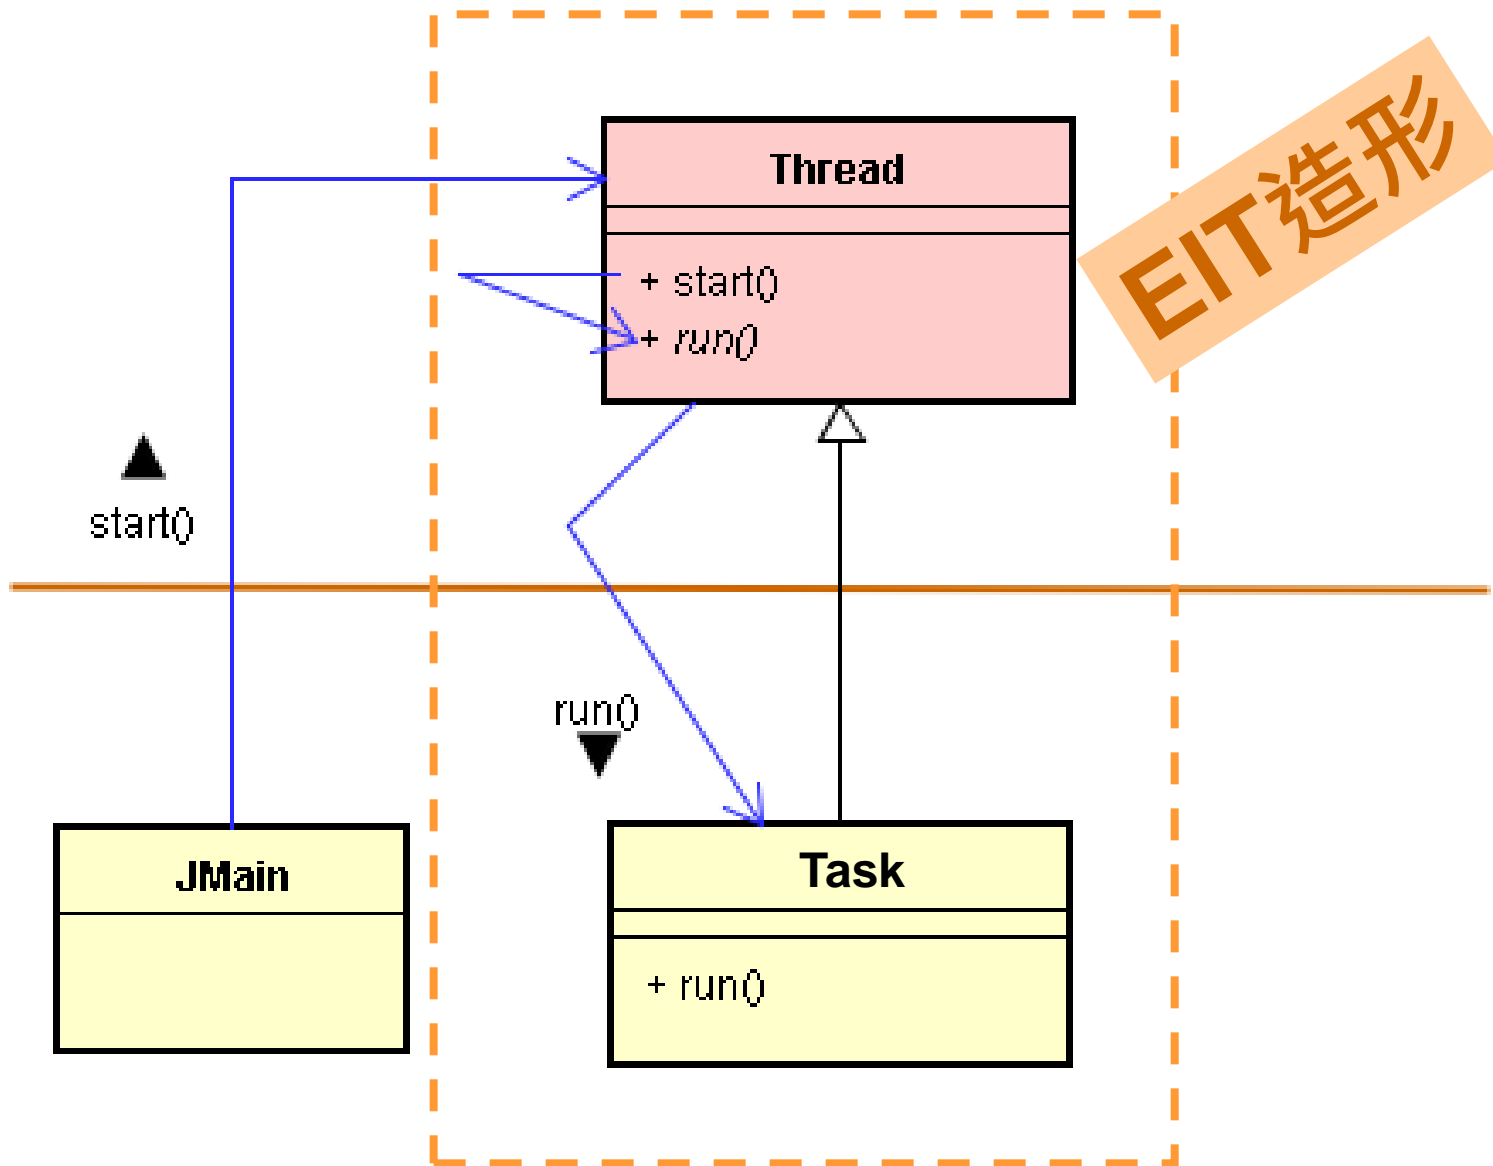 Thread
EIT造形
+ start()
+ run()
start()
run()
JMain
Task
+ run()